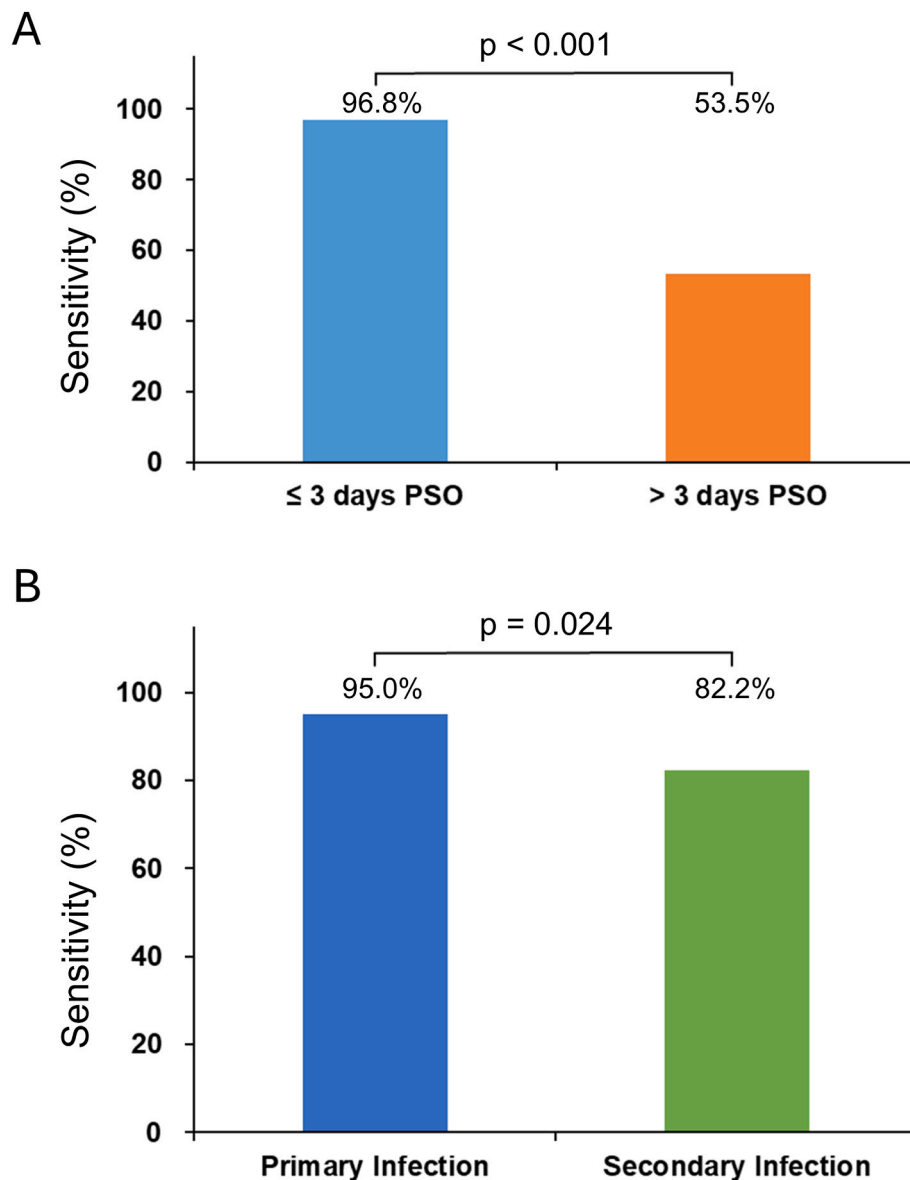 A
p < 0.001
96.8%
53.5%
Sensitivity (%)
100
80
60
40
20
0
≤ 3 days PSO
> 3 days PSO
B
p = 0.024
95.0%
82.2%
Sensitivity (%)
100
80
60
40
20
0
Primary Infection
Secondary Infection